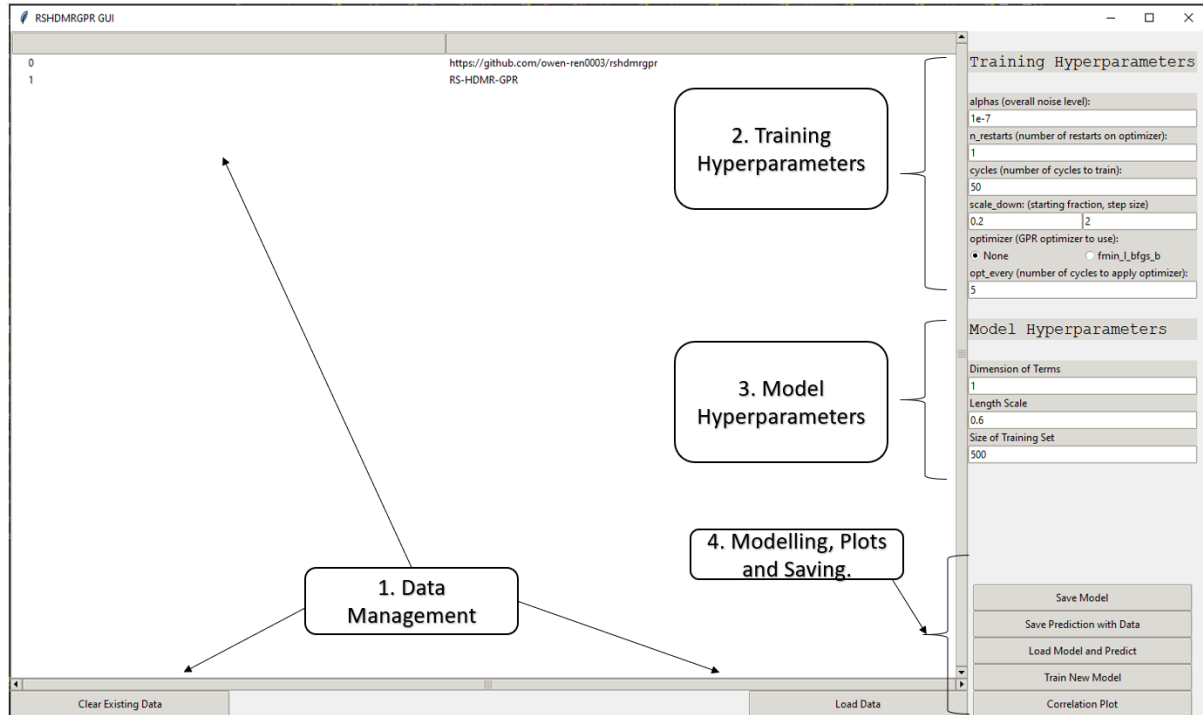 RSHDMRGPR GUI
0 https://github.com/owen-ren0003/rshdmrgpr
1 RS-HDMR-GPR
2. Training
Hyperparameters
3. Model
Hyperparameters
4. Modelling, Plots
and Saving.
1. Data
Management
Clear Existing Data
Load Data
Training Hyperparameters
alphas (overall noise level):
1e-7
n_restarts (number of restarts on optimizer):
1
cycles (number of cycles to train):
50
scale_down: (starting fraction, step size)
0.2 2
optimizer (GPR optimizer to use):
None fmin_l_bfgs_b
opt_every (number of cycles to apply optimizer):
5
Model Hyperparameters
Dimension of Terms
1
Length Scale
0.6
Size of Training Set
500
Save Model
Save Prediction with Data
Load Model and Predict
Train New Model
Correlation Plot